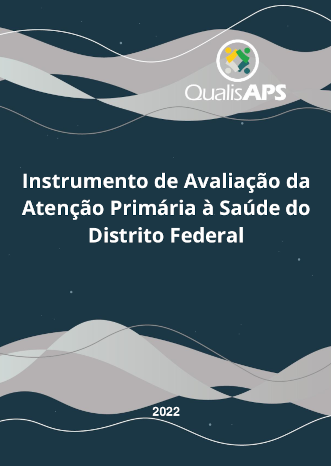 QualisAPS
Instrumento de Avaliação da
Atenção Primária à Saúde do
Distrito Federal
2022